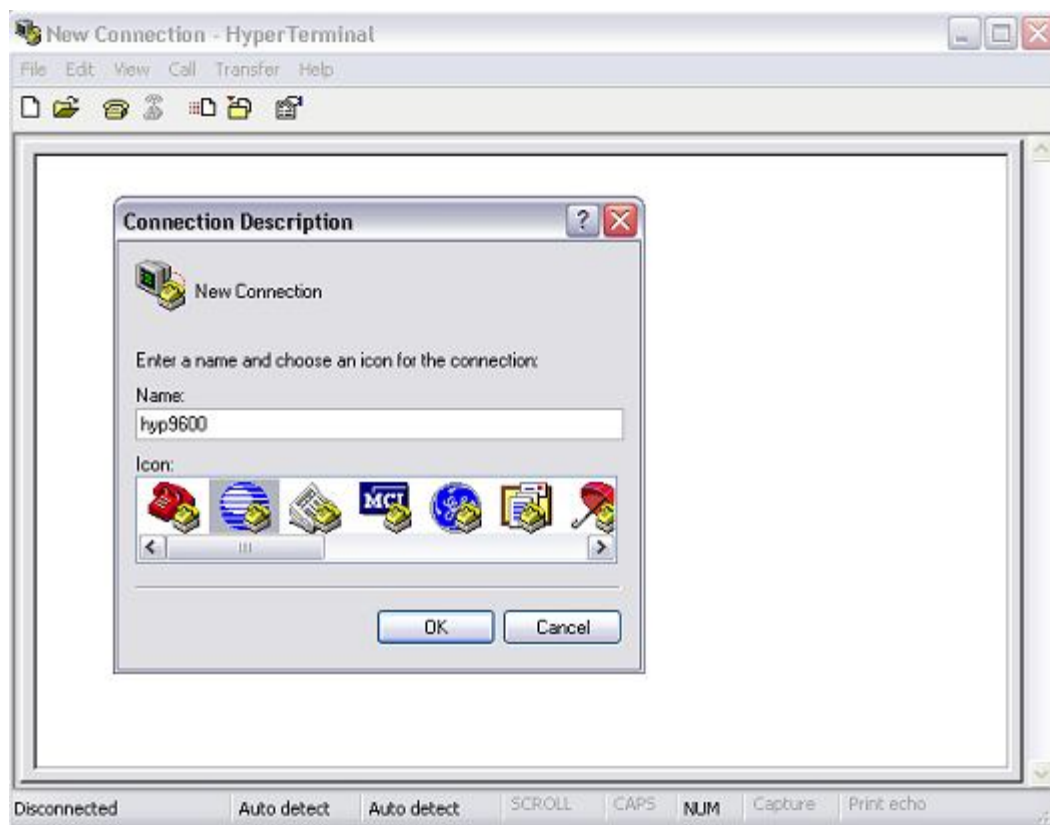 New Connection - HyperTerminal
File Edit View Call Transfer Help
Connection Description
?
New Connection
Enter a name and choose an icon for the connection:
Name:
hyp9600
Icon:
MCI
OK Cancel
Disconnected Auto detect Auto detect SCROLL CAPS NUM Capture Print echo